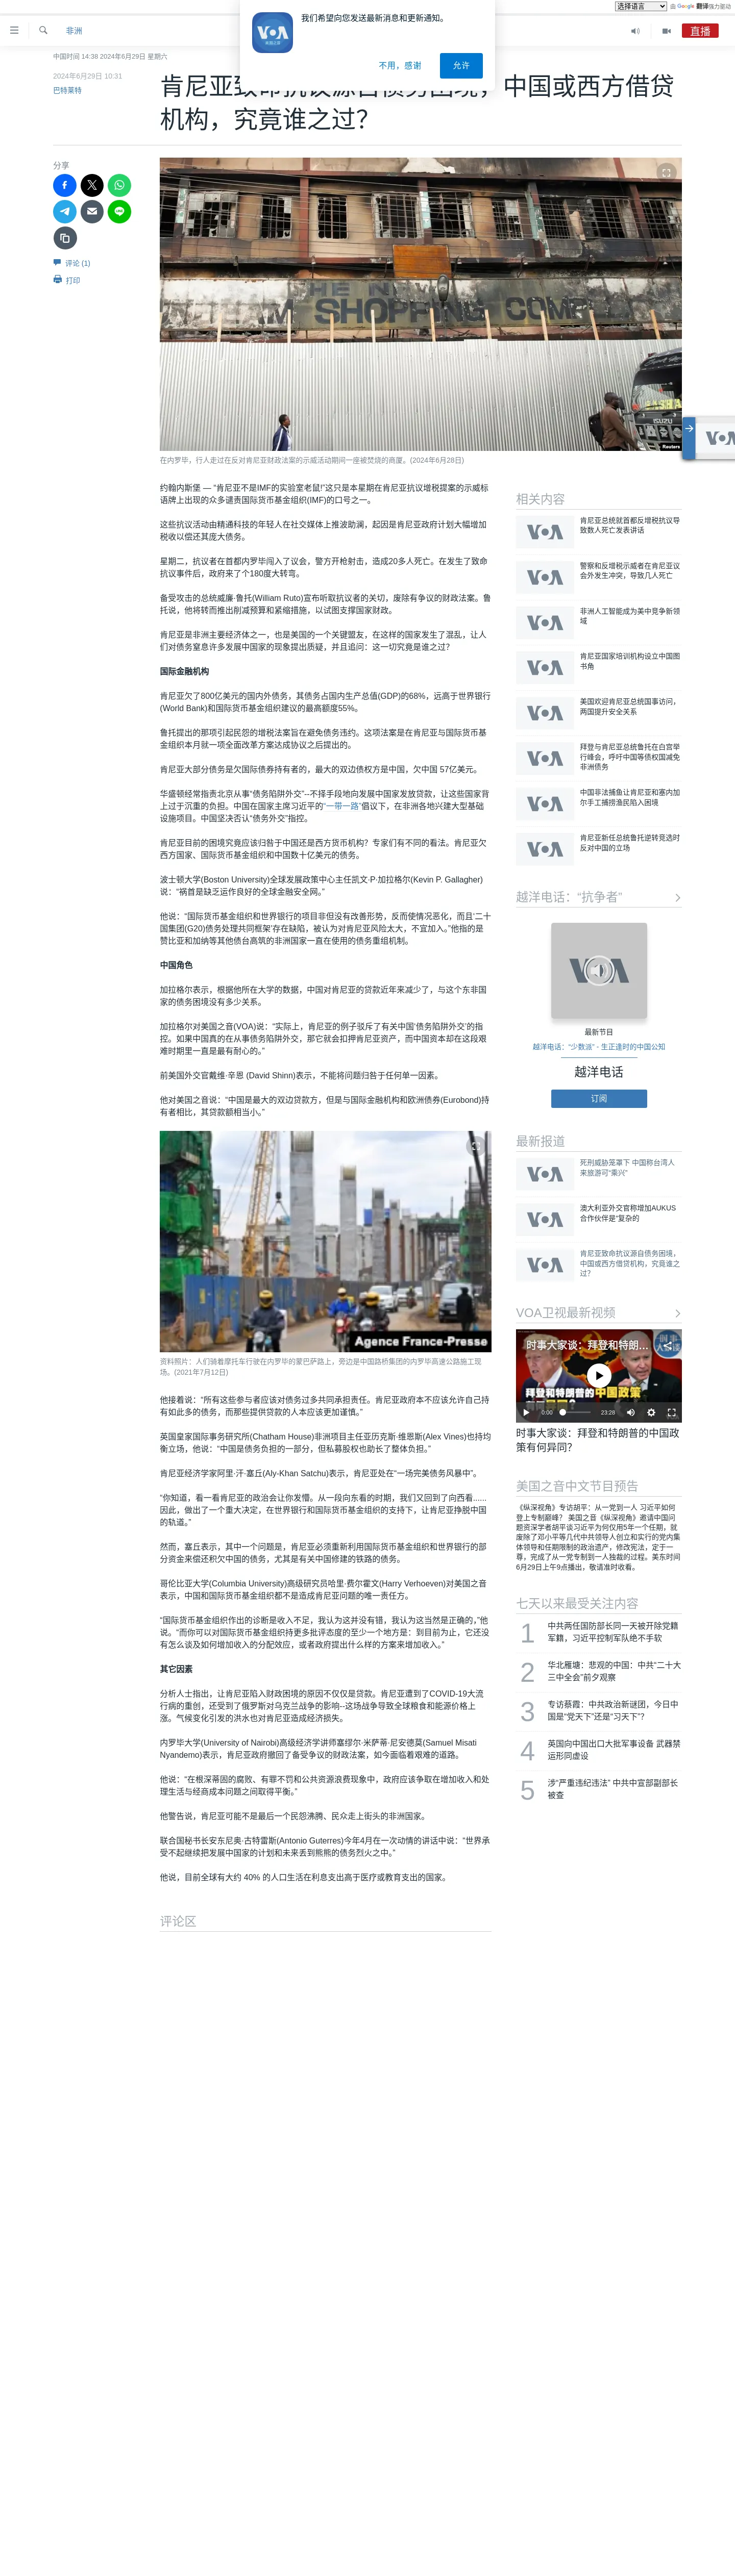 选择语言
由 Google 翻译强力驱动
我们希望向您发送最新消息和更新通知。
VOA
不用，感谢
允许
非洲
直播
中国时间 14:38 2024年6月29日 星期六
2024年6月29日 10:31
巴特莱特
肯尼亚致命抗议源自债务困境，中国或西方借贷
机构，究竟谁之过？
分享
评论 (1)
打印
THE NEW
SHOPPING COM
ISUZU
Reuters
在内罗毕，行人走过在反对肯尼亚财政法案的示威活动期间一座被焚烧的商厦。(2024年6月28日)
约翰内斯堡 — “肯尼亚不是IMF的实验室老鼠!”这只是本星期在肯尼亚抗议增税提案的示威标
语牌上出现的众多谴责国际货币基金组织(IMF)的口号之一。
这些抗议活动由精通科技的年轻人在社交媒体上推波助澜，起因是肯尼亚政府计划大幅增加
税收以偿还其庞大债务。
星期二，抗议者在首都内罗毕闯入了议会，警方开枪射击，造成20多人死亡。在发生了致命
抗议事件后，政府来了个180度大转弯。
备受攻击的总统威廉·鲁托(William Ruto)宣布听取抗议者的关切，废除有争议的财政法案。鲁
托说，他将转而推出削减预算和紧缩措施，以试图支撑国家财政。
肯尼亚是非洲主要经济体之一，也是美国的一个关键盟友，在这样的国家发生了混乱，让人
们对债务窒息许多发展中国家的现象提出质疑，并且追问：这一切究竟是谁之过？
国际金融机构
肯尼亚欠了800亿美元的国内外债务，其债务占国内生产总值(GDP)的68%，远高于世界银行
(World Bank)和国际货币基金组织建议的最高额度55%。
鲁托提出的那项引起民怨的增税法案旨在避免债务违约。这项法案是在肯尼亚与国际货币基
金组织本月就一项全面改革方案达成协议之后提出的。
肯尼亚大部分债务是欠国际债券持有者的，最大的双边债权方是中国，欠中国 57亿美元。
华盛顿经常指责北京从事“债务陷阱外交”--不择手段地向发展中国家发放贷款，让这些国家背
上过于沉重的负担。中国在国家主席习近平的“一带一路”倡议下，在非洲各地兴建大型基础
设施项目。中国坚决否认“债务外交”指控。
肯尼亚目前的困境究竟应该归咎于中国还是西方货币机构？专家们有不同的看法。肯尼亚欠
西方国家、国际货币基金组织和中国数十亿美元的债务。
波士顿大学(Boston University)全球发展政策中心主任凯文·P·加拉格尔(Kevin P. Gallagher)
说：“祸首是缺乏运作良好的全球金融安全网。”
他说：“国际货币基金组织和世界银行的项目非但没有改善形势，反而使情况恶化，而且‘二十
国集团(G20)债务处理共同框架’存在缺陷，被认为对肯尼亚风险太大，不宜加入。”他指的是
赞比亚和加纳等其他债台高筑的非洲国家一直在使用的债务重组机制。
中国角色
加拉格尔表示，根据他所在大学的数据，中国对肯尼亚的贷款近年来减少了，与这个东非国
家的债务困境没有多少关系。
加拉格尔对美国之音(VOA)说：“实际上，肯尼亚的例子驳斥了有关中国‘债务陷阱外交’的指
控。如果中国真的在从事债务陷阱外交，那它就会扣押肯尼亚资产，而中国资本却在这段艰
难时期里一直是最有耐心的。”
前美国外交官戴维·辛恩 (David Shinn)表示，不能将问题归咎于任何单一因素。
他对美国之音说：“中国是最大的双边贷款方，但是与国际金融机构和欧洲债券(Eurobond)持
有者相比，其贷款额相当小。”
Agence France-Presse
资料照片：人们骑着摩托车行驶在内罗毕的蒙巴萨路上，旁边是中国路桥集团的内罗毕高速公路施工现
场。(2021年7月12日)
他接着说：“所有这些参与者应该对债务过多共同承担责任。肯尼亚政府本不应该允许自己持
有如此多的债务，而那些提供贷款的人本应该更加谨慎。”
英国皇家国际事务研究所(Chatham House)非洲项目主任亚历克斯·维恩斯(Alex Vines)也持均
衡立场，他说：“中国是债务负担的一部分，但私募股权也助长了整体负担。”
肯尼亚经济学家阿里·汗·塞丘(Aly-Khan Satchu)表示，肯尼亚处在“一场完美债务风暴中”。
“你知道，看一看肯尼亚的政治会让你发懵。从一段向东看的时期，我们又回到了向西看......
因此，做出了一个重大决定，在世界银行和国际货币基金组织的支持下，让肯尼亚挣脱中国
的轨道。”
然而，塞丘表示，其中一个问题是，肯尼亚必须重新利用国际货币基金组织和世界银行的部
分资金来偿还积欠中国的债务，尤其是有关中国修建的铁路的债务。
哥伦比亚大学(Columbia University)高级研究员哈里·费尔霍文(Harry Verhoeven)对美国之音
表示，中国和国际货币基金组织都不是造成肯尼亚问题的唯一责任方。
“国际货币基金组织作出的诊断是收入不足，我认为这并没有错，我认为这当然是正确的，”他
说。“而你可以对国际货币基金组织持更多批评态度的至少一个地方是：到目前为止，它还没
有怎么谈及如何增加收入的分配效应，或者政府提出什么样的方案来增加收入。”
其它因素
分析人士指出，让肯尼亚陷入财政困境的原因不仅仅是贷款。肯尼亚遭到了COVID-19大流
行病的重创，还受到了俄罗斯对乌克兰战争的影响--这场战争导致全球粮食和能源价格上
涨。气候变化引发的洪水也对肯尼亚造成经济损失。
内罗毕大学(University of Nairobi)高级经济学讲师塞缪尔·米萨蒂·尼安德莫(Samuel Misati
Nyandemo)表示，肯尼亚政府撤回了备受争议的财政法案，如今面临着艰难的道路。
他说：“在根深蒂固的腐败、有罪不罚和公共资源浪费现象中，政府应该争取在增加收入和处
理生活与经商成本问题之间取得平衡。”
他警告说，肯尼亚可能不是最后一个民怨沸腾、民众走上街头的非洲国家。
联合国秘书长安东尼奥·古特雷斯(Antonio Guterres)今年4月在一次动情的讲话中说：“世界承
受不起继续把发展中国家的计划和未来丢到熊熊的债务烈火之中。”
他说，目前全球有大约 40% 的人口生活在利息支出高于医疗或教育支出的国家。
评论区
相关内容
肯尼亚总统就首都反增税抗议导
致数人死亡发表讲话
警察和反增税示威者在肯尼亚议
会外发生冲突，导致几人死亡
非洲人工智能成为美中竞争新领
域
肯尼亚国家培训机构设立中国图
书角
美国欢迎肯尼亚总统国事访问，
两国提升安全关系
拜登与肯尼亚总统鲁托在白宫举
行峰会，呼吁中国等债权国减免
非洲债务
中国非法捕鱼让肯尼亚和塞内加
尔手工捕捞渔民陷入困境
肯尼亚新任总统鲁托逆转竞选时
反对中国的立场
越洋电话：“抗争者”
最新节目
越洋电话：“少数派” - 生正逢时的中国公知
越洋电话
订阅
最新报道
死刑威胁笼罩下 中国称台湾人
来旅游可“乘兴”
澳大利亚外交官称增加AUKUS
合作伙伴是“复杂的
肯尼亚致命抗议源自债务困境，
中国或西方借贷机构，究竟谁之
过？
VOA卫视最新视频
时事大家谈：拜登和特朗...
拜登和特朗普的中国政策
0:00
23:28
时事大家谈：拜登和特朗普的中国政
策有何异同？
美国之音中文节目预告
《纵深视角》专访胡平：从一党到一人 习近平如何
登上专制巅峰？ 美国之音《纵深视角》邀请中国问
题资深学者胡平谈习近平为何仅用5年一个任期，就
废除了邓小平等几代中共领导人创立和实行的党内集
体领导和任期限制的政治遗产，修改宪法，定于一
尊，完成了从一党专制到一人独裁的过程。美东时间
6月29日上午9点播出，敬请准时收看。
七天以来最受关注内容
1 中共两任国防部长同一天被开除党籍
军籍，习近平控制军队绝不手软
2 华北雁塘：悲观的中国：中共“二十大
三中全会”前夕观察
3 专访蔡霞：中共政治新谜团，今日中
国是“党天下”还是“习天下”？
4 英国向中国出口大批军事设备 武器禁
运形同虚设
5 涉“严重违纪违法” 中共中宣部副部长
被查